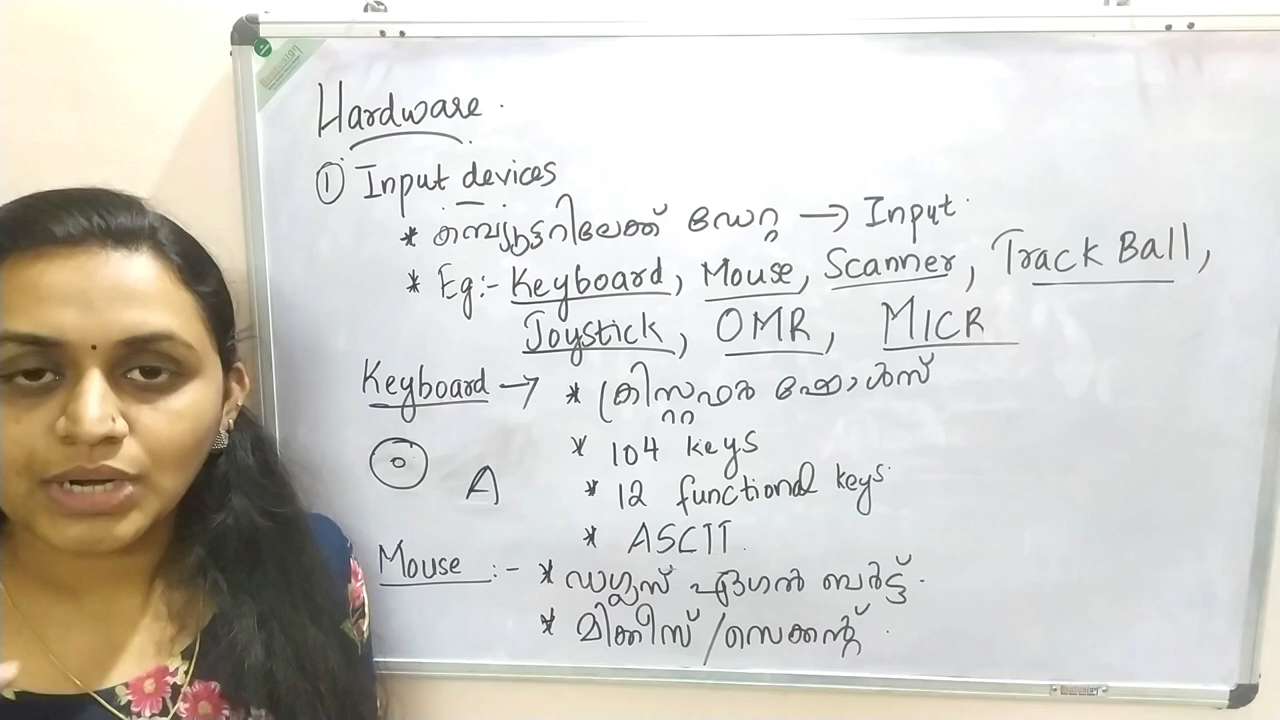 Hardware.
① Input devices
* കമ്പ്യൂട്ടറിലേക്ക് ഡേറ്റ → Input
* Eg:- Keyboard, Mouse, Scanner, Track Ball,
Joystick, OMR, MICR
Keyboard → * ക്രിസ്റ്റഫർ ഷോൾസ്
* 104 keys
A * 12 functional keys
* ASCII
Mouse :- * ഡഗ്ലസ് ഏംഗൽ ബർട്ട്.
* മിക്കീസ് / സെക്കന്റ്.